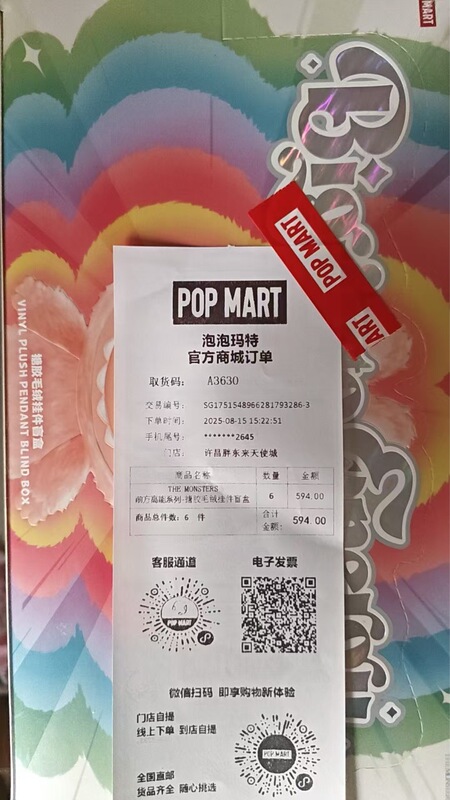 MART
Big
POP MART
ART
VINYL PLUSH PENDANT BLIND BOX
搪胶毛绒挂件盲盒
POP MART
泡泡玛特
官方商城订单
取货码： A3630
交易编号： SG1751548966281793286-3
下单时间： 2025-08-15 15:22:51
手机尾号： *******2645
门店： 许昌胖东来天使城
商品名称 数量 金额
THE MONSTERS
前方高能系列-搪胶毛绒挂件盲盒 6 594.00
商品总件数: 6 件 合计金额: 594.00
客服通道 电子发票
POP MART
微信扫码 即享购物新体验
门店自提
线上下单 到店自提
POP MART
全国直邮
货品齐全 随心挑选